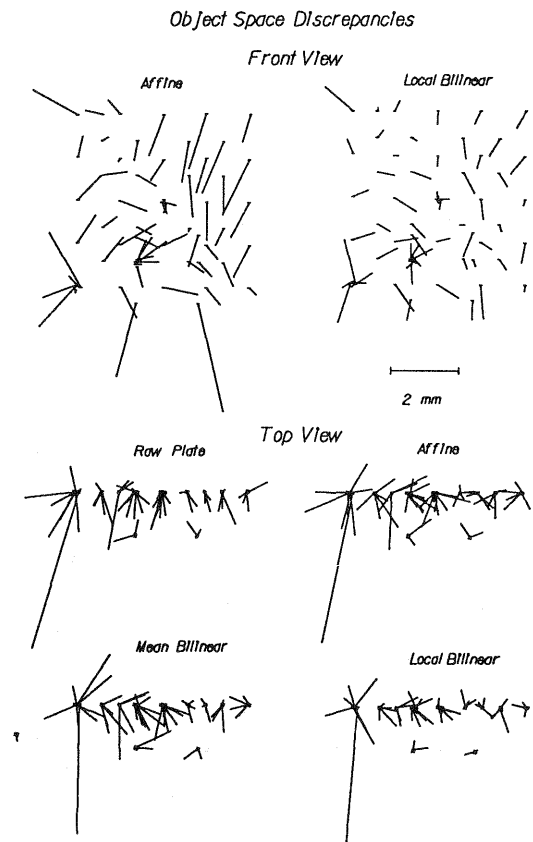 Object Space Discrepancies
Front View
Affine
Local Bilinear
2 mm
Top View
Raw Plate
Affine
Mean Bilinear
Local Bilinear